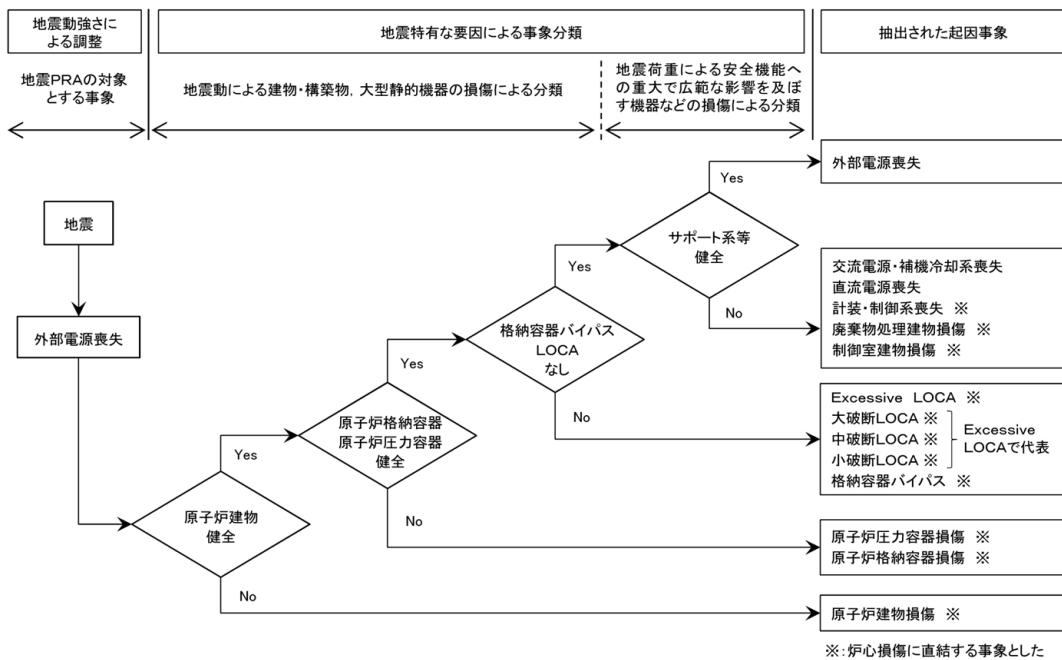 地震動強さに
よる調整
地震特有な要因による事象分類
抽出された起因事象
地震PRAの対象
とする事象
地震動による建物・構築物，大型静的機器の損傷による分類
地震荷重による安全機能へ
の重大で広範な影響を及ぼ
す機器などの損傷による分類
地震
外部電源喪失
原子炉建物
健全
Yes
No
原子炉格納容器
原子炉圧力容器
健全
Yes
No
格納容器バイパス
LOCA
なし
Yes
No
サポート系等
健全
Yes
No
外部電源喪失
交流電源・補機冷却系喪失
直流電源喪失
計装・制御系喪失 ※
廃棄物処理建物損傷 ※
制御室建物損傷 ※
Excessive LOCA ※
大破断LOCA ※
中破断LOCA ※
小破断LOCA ※
Excessive
LOCAで代表
格納容器バイパス ※
原子炉圧力容器損傷 ※
原子炉格納容器損傷 ※
原子炉建物損傷 ※
※：炉心損傷に直結する事象とした